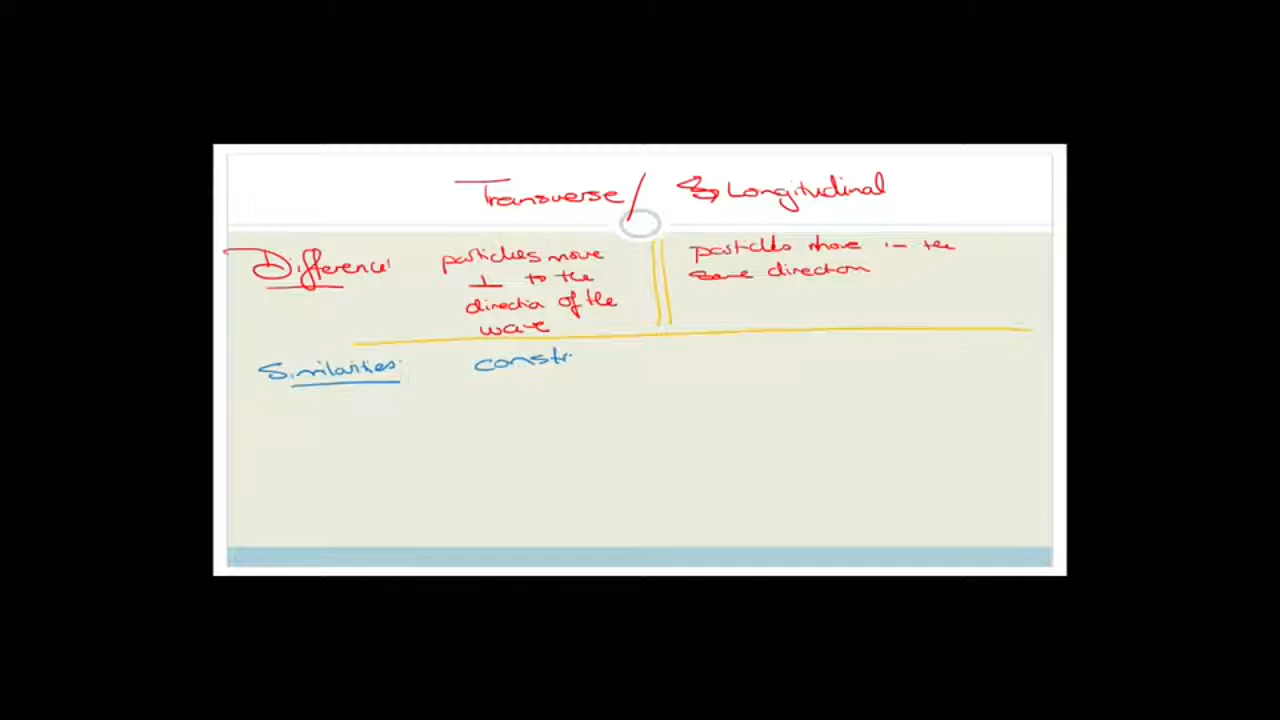 Transverse / Longitudinal
Difference:
particles move
⊥ to the
direction of the
wave
particles move in the
same direction
Similarities:
constr